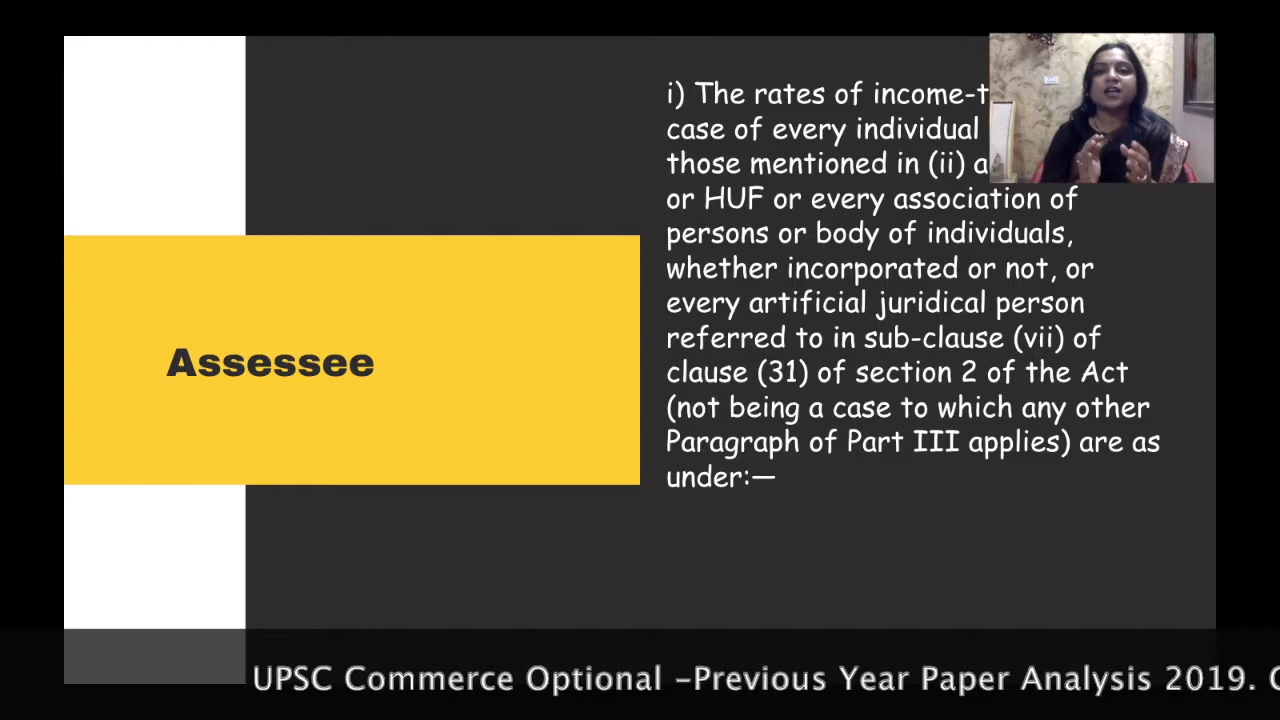 Assessee
i) The rates of income-t
case of every individual
those mentioned in (ii) a
or HUF or every association of
persons or body of individuals,
whether incorporated or not, or
every artificial juridical person
referred to in sub-clause (vii) of
clause (31) of section 2 of the Act
(not being a case to which any other
Paragraph of Part III applies) are as
under:—
UPSC Commerce Optional -Previous Year Paper Analysis 2019.